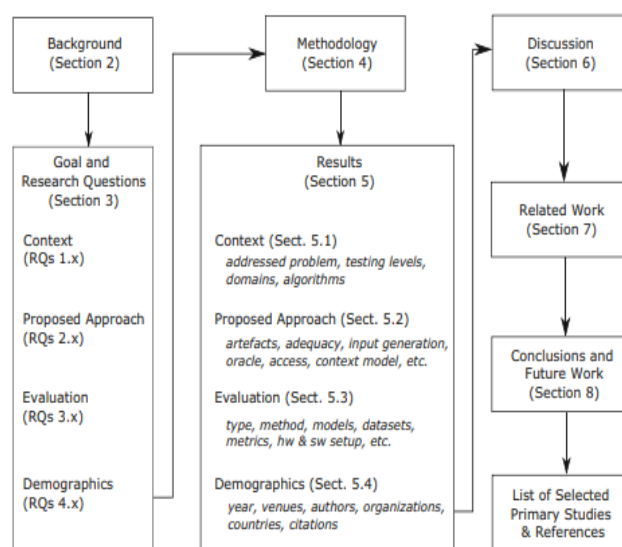 Background
(Section 2)
Goal and
Research Questions
(Section 3)
Context
(RQs 1.x)
Proposed Approach
(RQs 2.x)
Evaluation
(RQs 3.x)
Demographics
(RQs 4.x)
Methodology
(Section 4)
Results
(Section 5)
Context (Sect. 5.1)
addressed problem, testing levels,
domains, algorithms
Proposed Approach (Sect. 5.2)
artefacts, adequacy, input generation,
oracle, access, context model, etc.
Evaluation (Sect. 5.3)
type, method, models, datasets,
metrics, hw & sw setup, etc.
Demographics (Sect. 5.4)
year, venues, authors, organizations,
countries, citations
Discussion
(Section 6)
Related Work
(Section 7)
Conclusions and
Future Work
(Section 8)
List of Selected
Primary Studies
& References